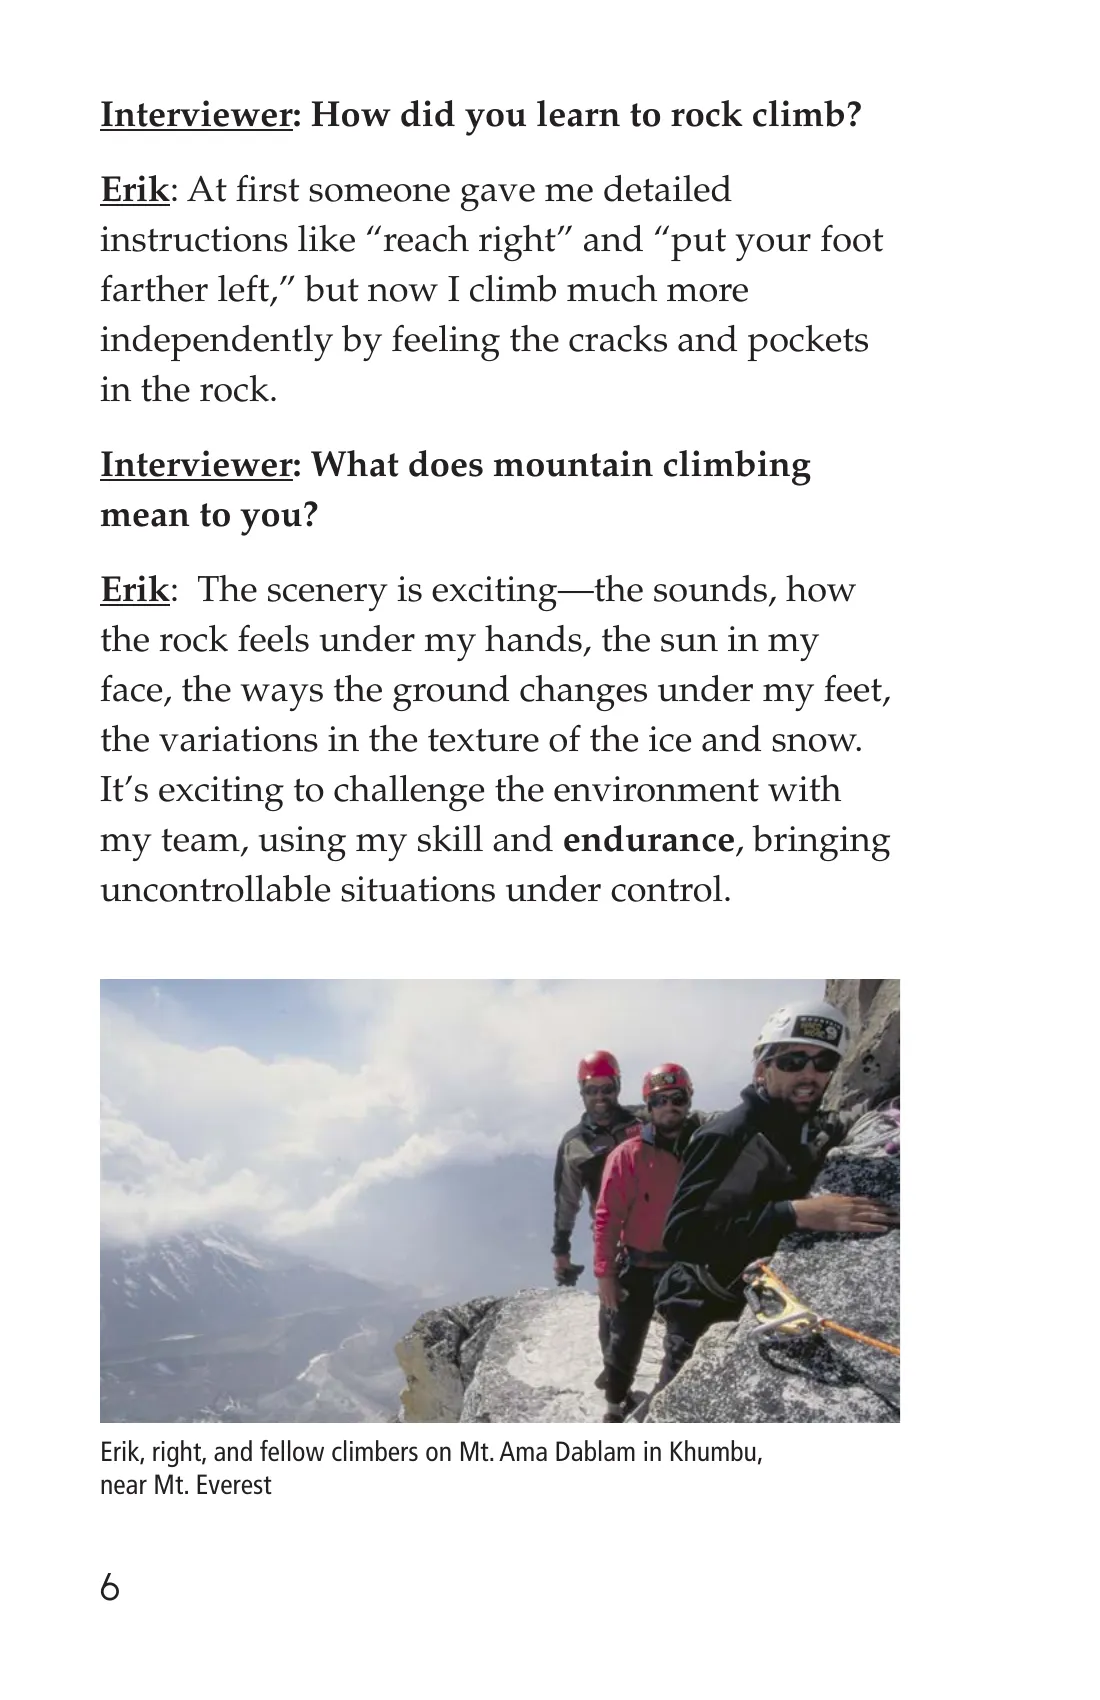 Interviewer: How did you learn to rock climb?
Erik: At first someone gave me detailed
instructions like “reach right” and “put your foot
farther left,” but now I climb much more
independently by feeling the cracks and pockets
in the rock.
Interviewer: What does mountain climbing
mean to you?
Erik:  The scenery is exciting—the sounds, how
the rock feels under my hands, the sun in my
face, the ways the ground changes under my feet,
the variations in the texture of the ice and snow.
It’s exciting to challenge the environment with
my team, using my skill and endurance, bringing
uncontrollable situations under control.
Erik, right, and fellow climbers on Mt. Ama Dablam in Khumbu,
near Mt. Everest
6